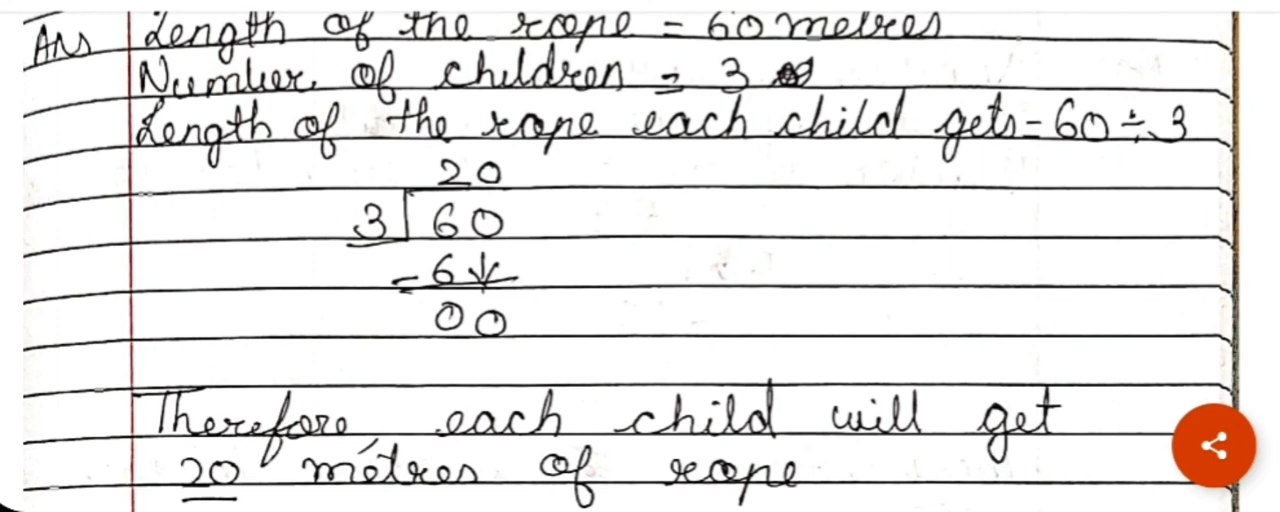 Ans Length of the rope = 60 metres
Number of children = 3
Length of the rope each child gets = 60 ÷ 3
20
3 60
- 6 ↓
00
Therefore each child will get
20 metres of rope